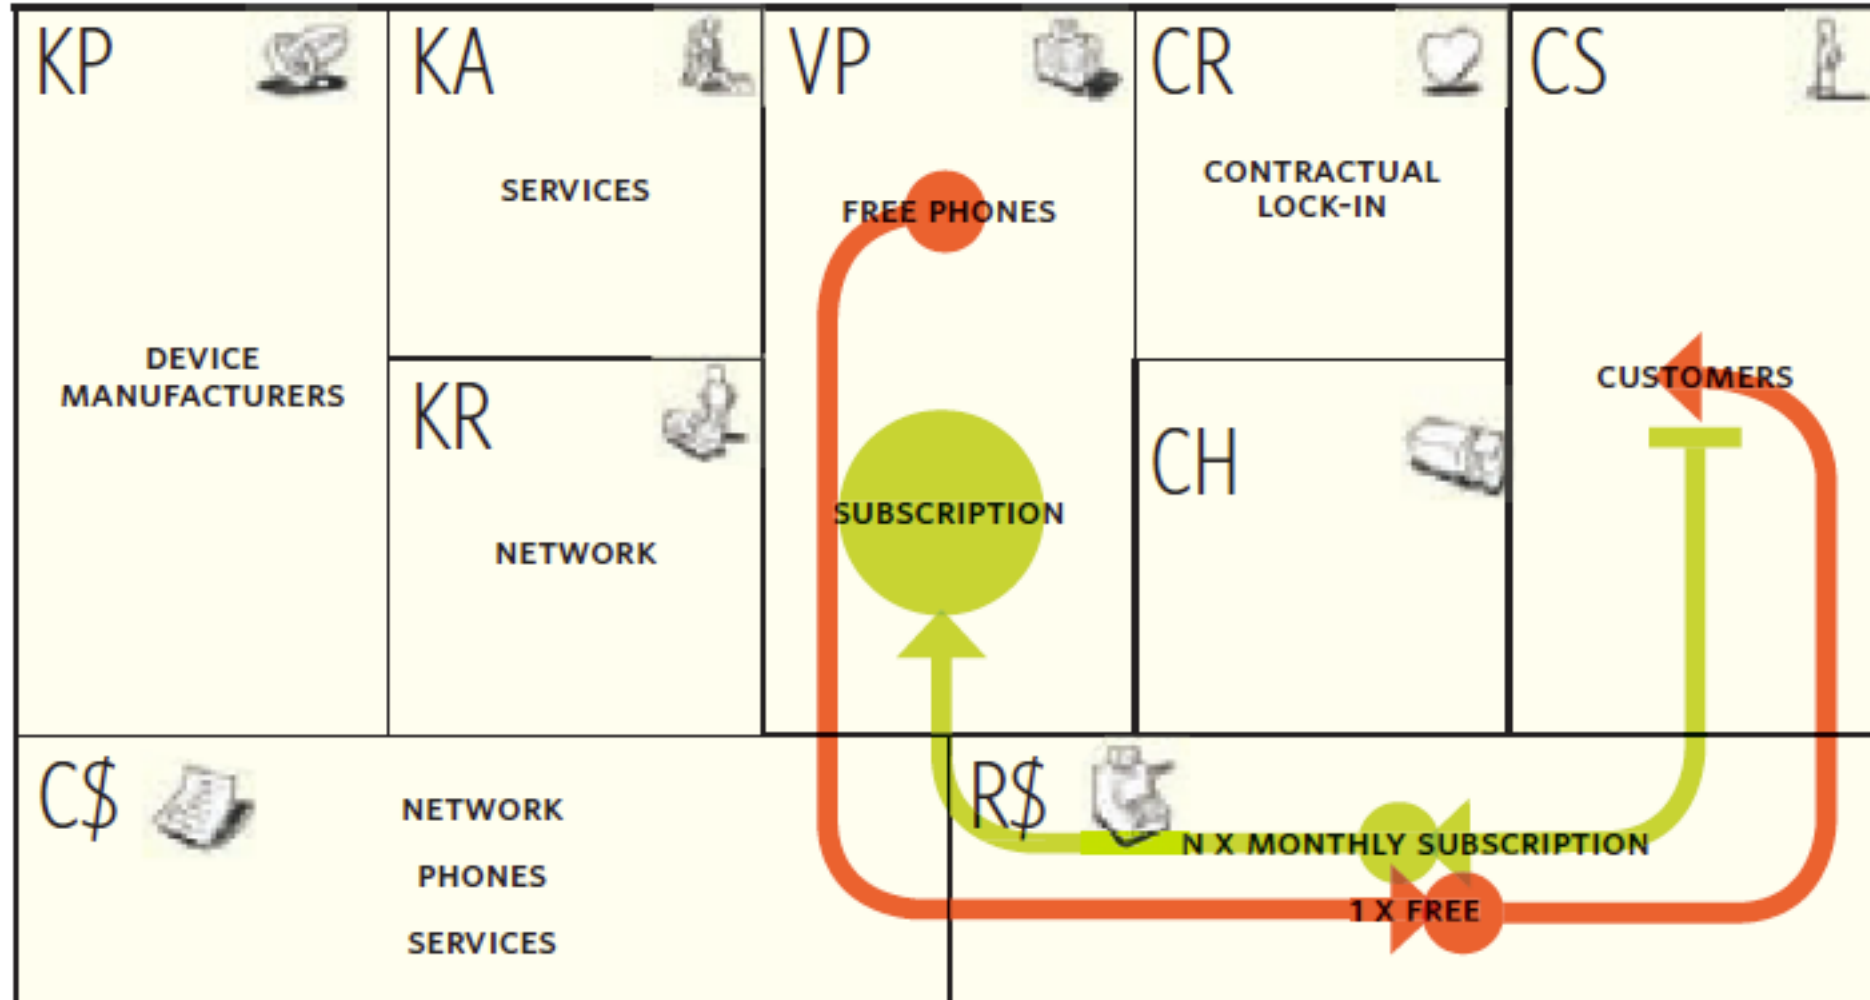 KP
DEVICE
MANUFACTURERS
KA
SERVICES
KR
NETWORK
VP
FREE PHONES
SUBSCRIPTION
CR
CONTRACTUAL
LOCK-IN
CH
CS
CUSTOMERS
C$
NETWORK
PHONES
SERVICES
R$
N X MONTHLY SUBSCRIPTION
1 X FREE